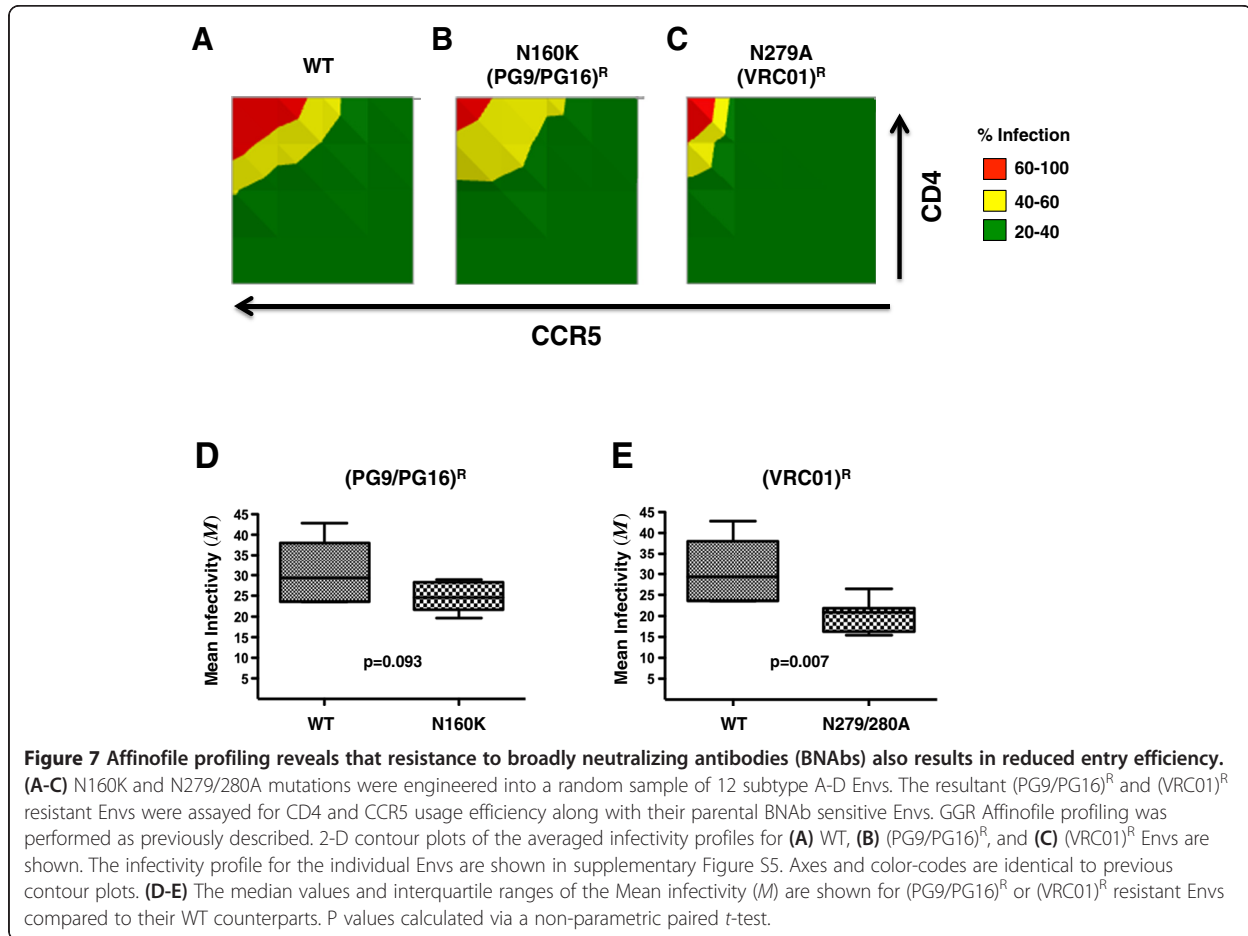 A
WT
B
N160K
(PG9/PG16)ᴿ
C
N279A
(VRC01)ᴿ
CD4
% Infection
60-100
40-60
20-40
CCR5
D
(PG9/PG16)ᴿ
Mean Infectivity (M)
45
40
35
30
25
20
15
10
5
p=0.093
WT
N160K
E
(VRC01)ᴿ
Mean Infectivity (M)
45
40
35
30
25
20
15
10
5
p=0.007
WT
N279/280A
Figure 7 Affinofile profiling reveals that resistance to broadly neutralizing antibodies (BNAbs) also results in reduced entry efficiency.
(A-C) N160K and N279/280A mutations were engineered into a random sample of 12 subtype A-D Envs. The resultant (PG9/PG16)ᴿ and (VRC01)ᴿ
resistant Envs were assayed for CD4 and CCR5 usage efficiency along with their parental BNAb sensitive Envs. GGR Affinofile profiling was
performed as previously described. 2-D contour plots of the averaged infectivity profiles for (A) WT, (B) (PG9/PG16)ᴿ, and (C) (VRC01)ᴿ Envs are
shown. The infectivity profile for the individual Envs are shown in supplementary Figure S5. Axes and color-codes are identical to previous
contour plots. (D-E) The median values and interquartile ranges of the Mean infectivity (M) are shown for (PG9/PG16)ᴿ or (VRC01)ᴿ resistant Envs
compared to their WT counterparts. P values calculated via a non-parametric paired t-test.